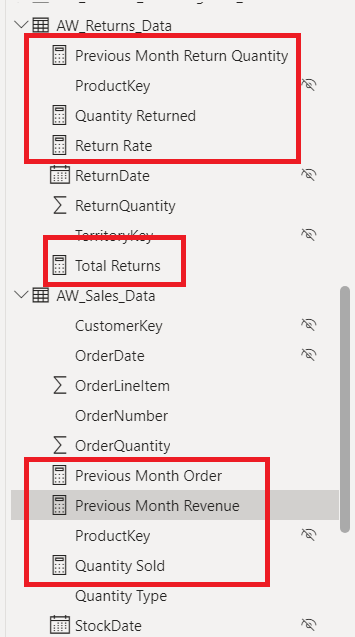 AW_Returns_Data
Previous Month Return Quantity
ProductKey
Quantity Returned
Return Rate
ReturnDate
ReturnQuantity
TerritoryKey
Total Returns
AW_Sales_Data
CustomerKey
OrderDate
OrderLineItem
OrderNumber
OrderQuantity
Previous Month Order
Previous Month Revenue
ProductKey
Quantity Sold
Quantity Type
StockDate